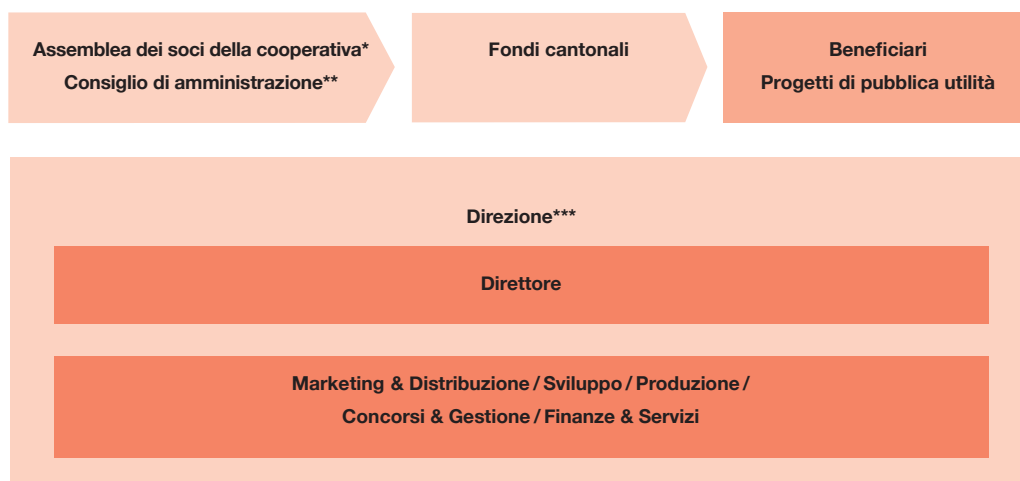 Assemblea dei soci della cooperativa*
Consiglio di amministrazione**
Fondi cantonali
Beneficiari
Progetti di pubblica utilità
Direzione***
Direttore
Marketing & Distribuzione / Sviluppo / Produzione /
Concorsi & Gestione / Finanze & Servizi